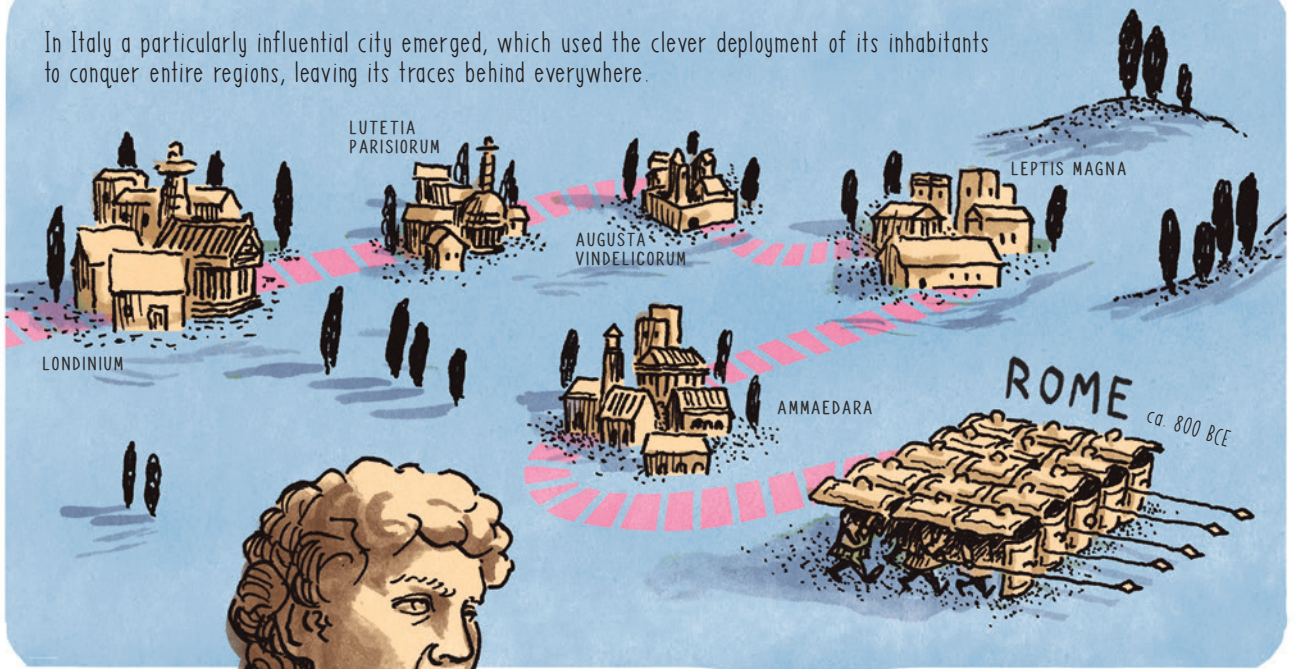 In Italy a particularly influential city emerged, which used the clever deployment of its inhabitants
to conquer entire regions, leaving its traces behind everywhere.
LUTETIA
PARISIORUM
LEPTIS MAGNA
AUGUSTA
VINDELICORUM
LONDINIUM
ROME
ca. 800 BCE
AMMAEDARA